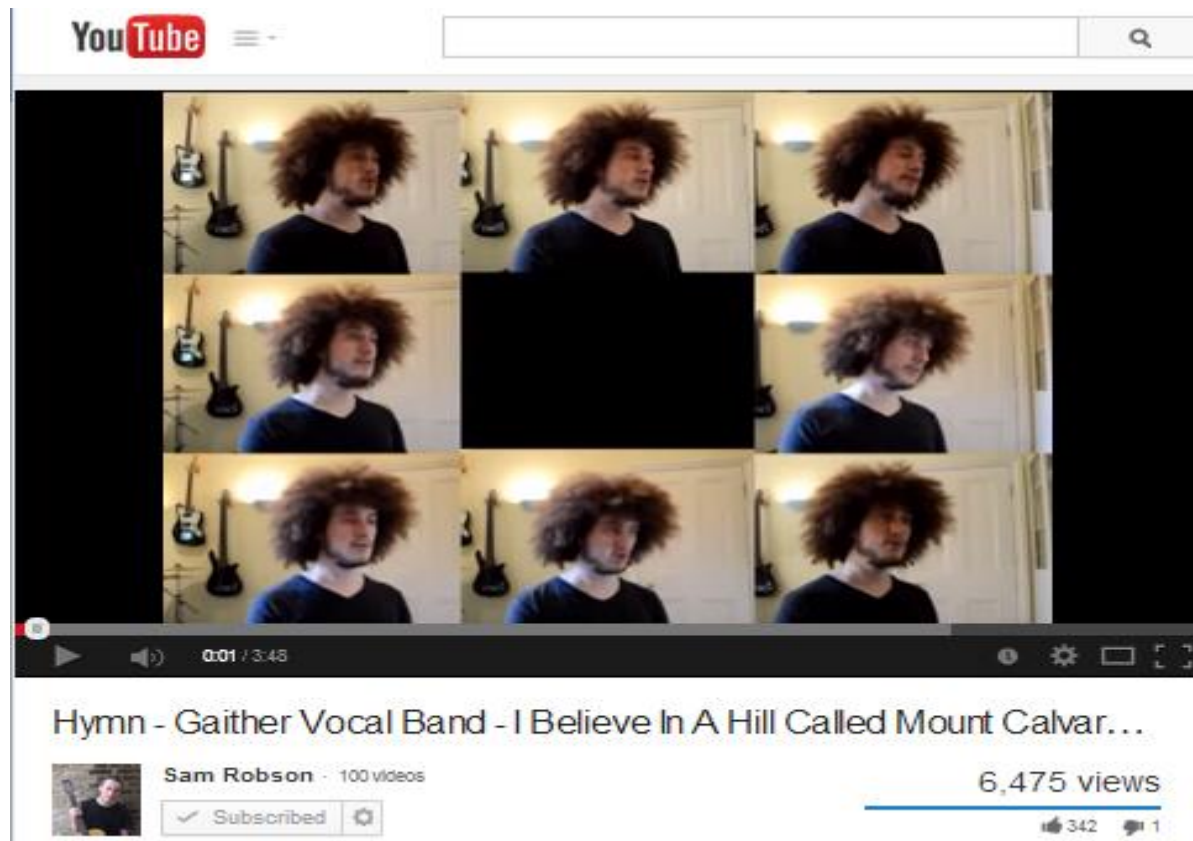 YouTube
0:01 / 3:48
Hymn - Gaither Vocal Band - I Believe In A Hill Called Mount Calvar...
Sam Robson · 100 videos
Subscribed
6,475 views
342 1